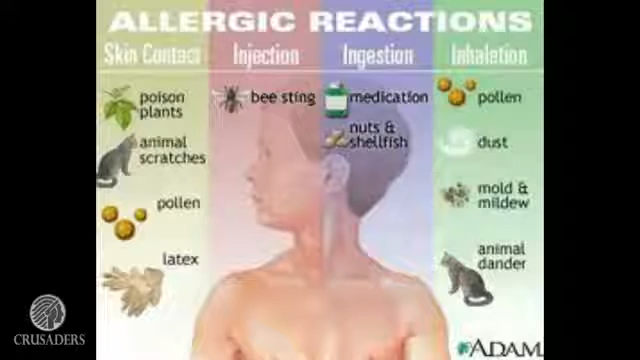 ALLERGIC REACTIONS
Skin Contact
Injection
Ingestion
Inhaletion
poison
plants
animal
scratches
pollen
latex
bee sting
medication
nuts &
shellfish
pollen
dust
mold &
mildew
animal
dander
ADAM
CRUSADERS